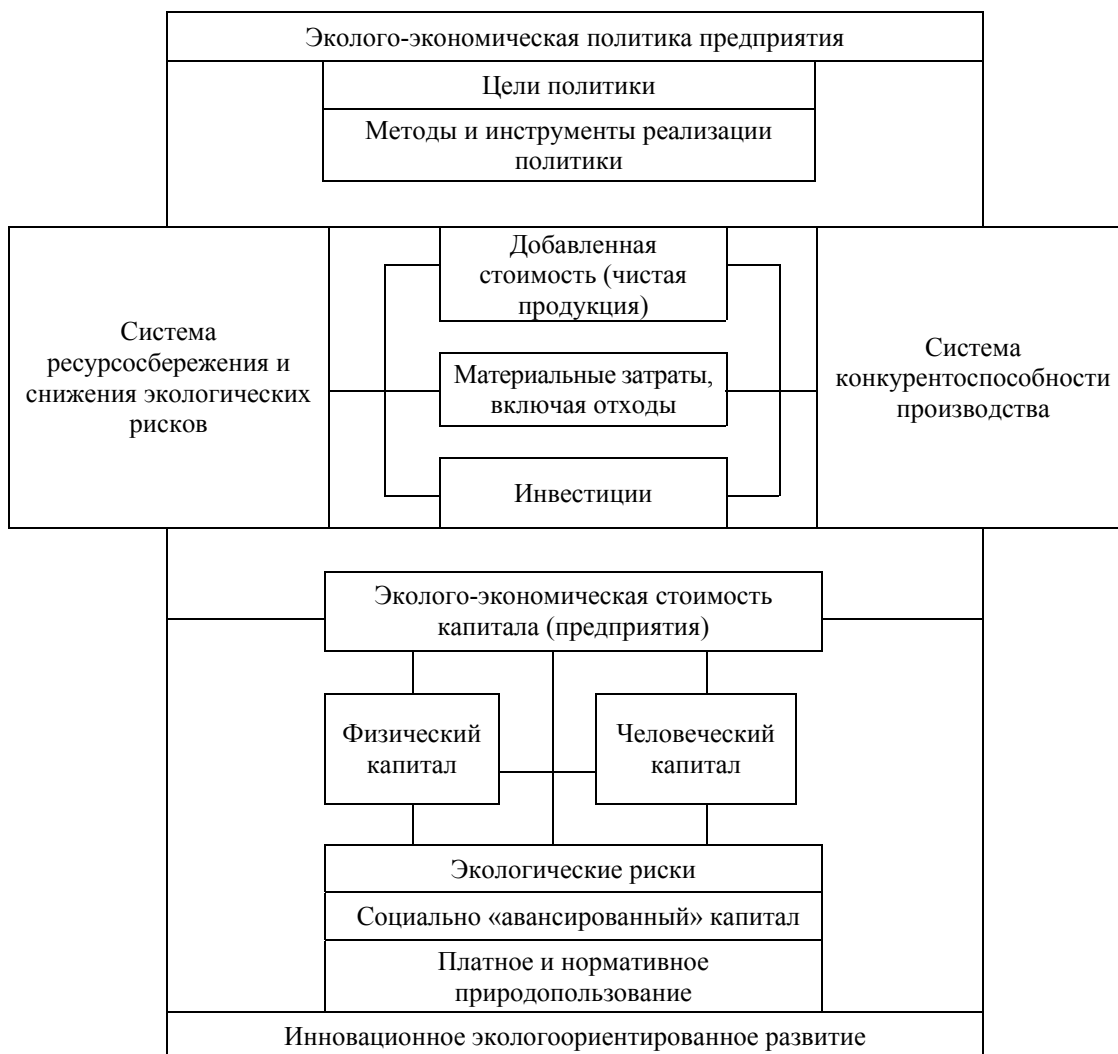 Эколого-экономическая политика предприятия
Цели политики
Методы и инструменты реализации
политики
Система
ресурсосбережения и
снижения экологических
рисков
Добавленная
стоимость (чистая
продукция)
Материальные затраты,
включая отходы
Инвестиции
Система
конкурентоспособности
производства
Эколого-экономическая стоимость
капитала (предприятия)
Физический
капитал
Человеческий
капитал
Экологические риски
Социально «авансированный» капитал
Платное и нормативное
природопользование
Инновационное экологоориентированное развитие